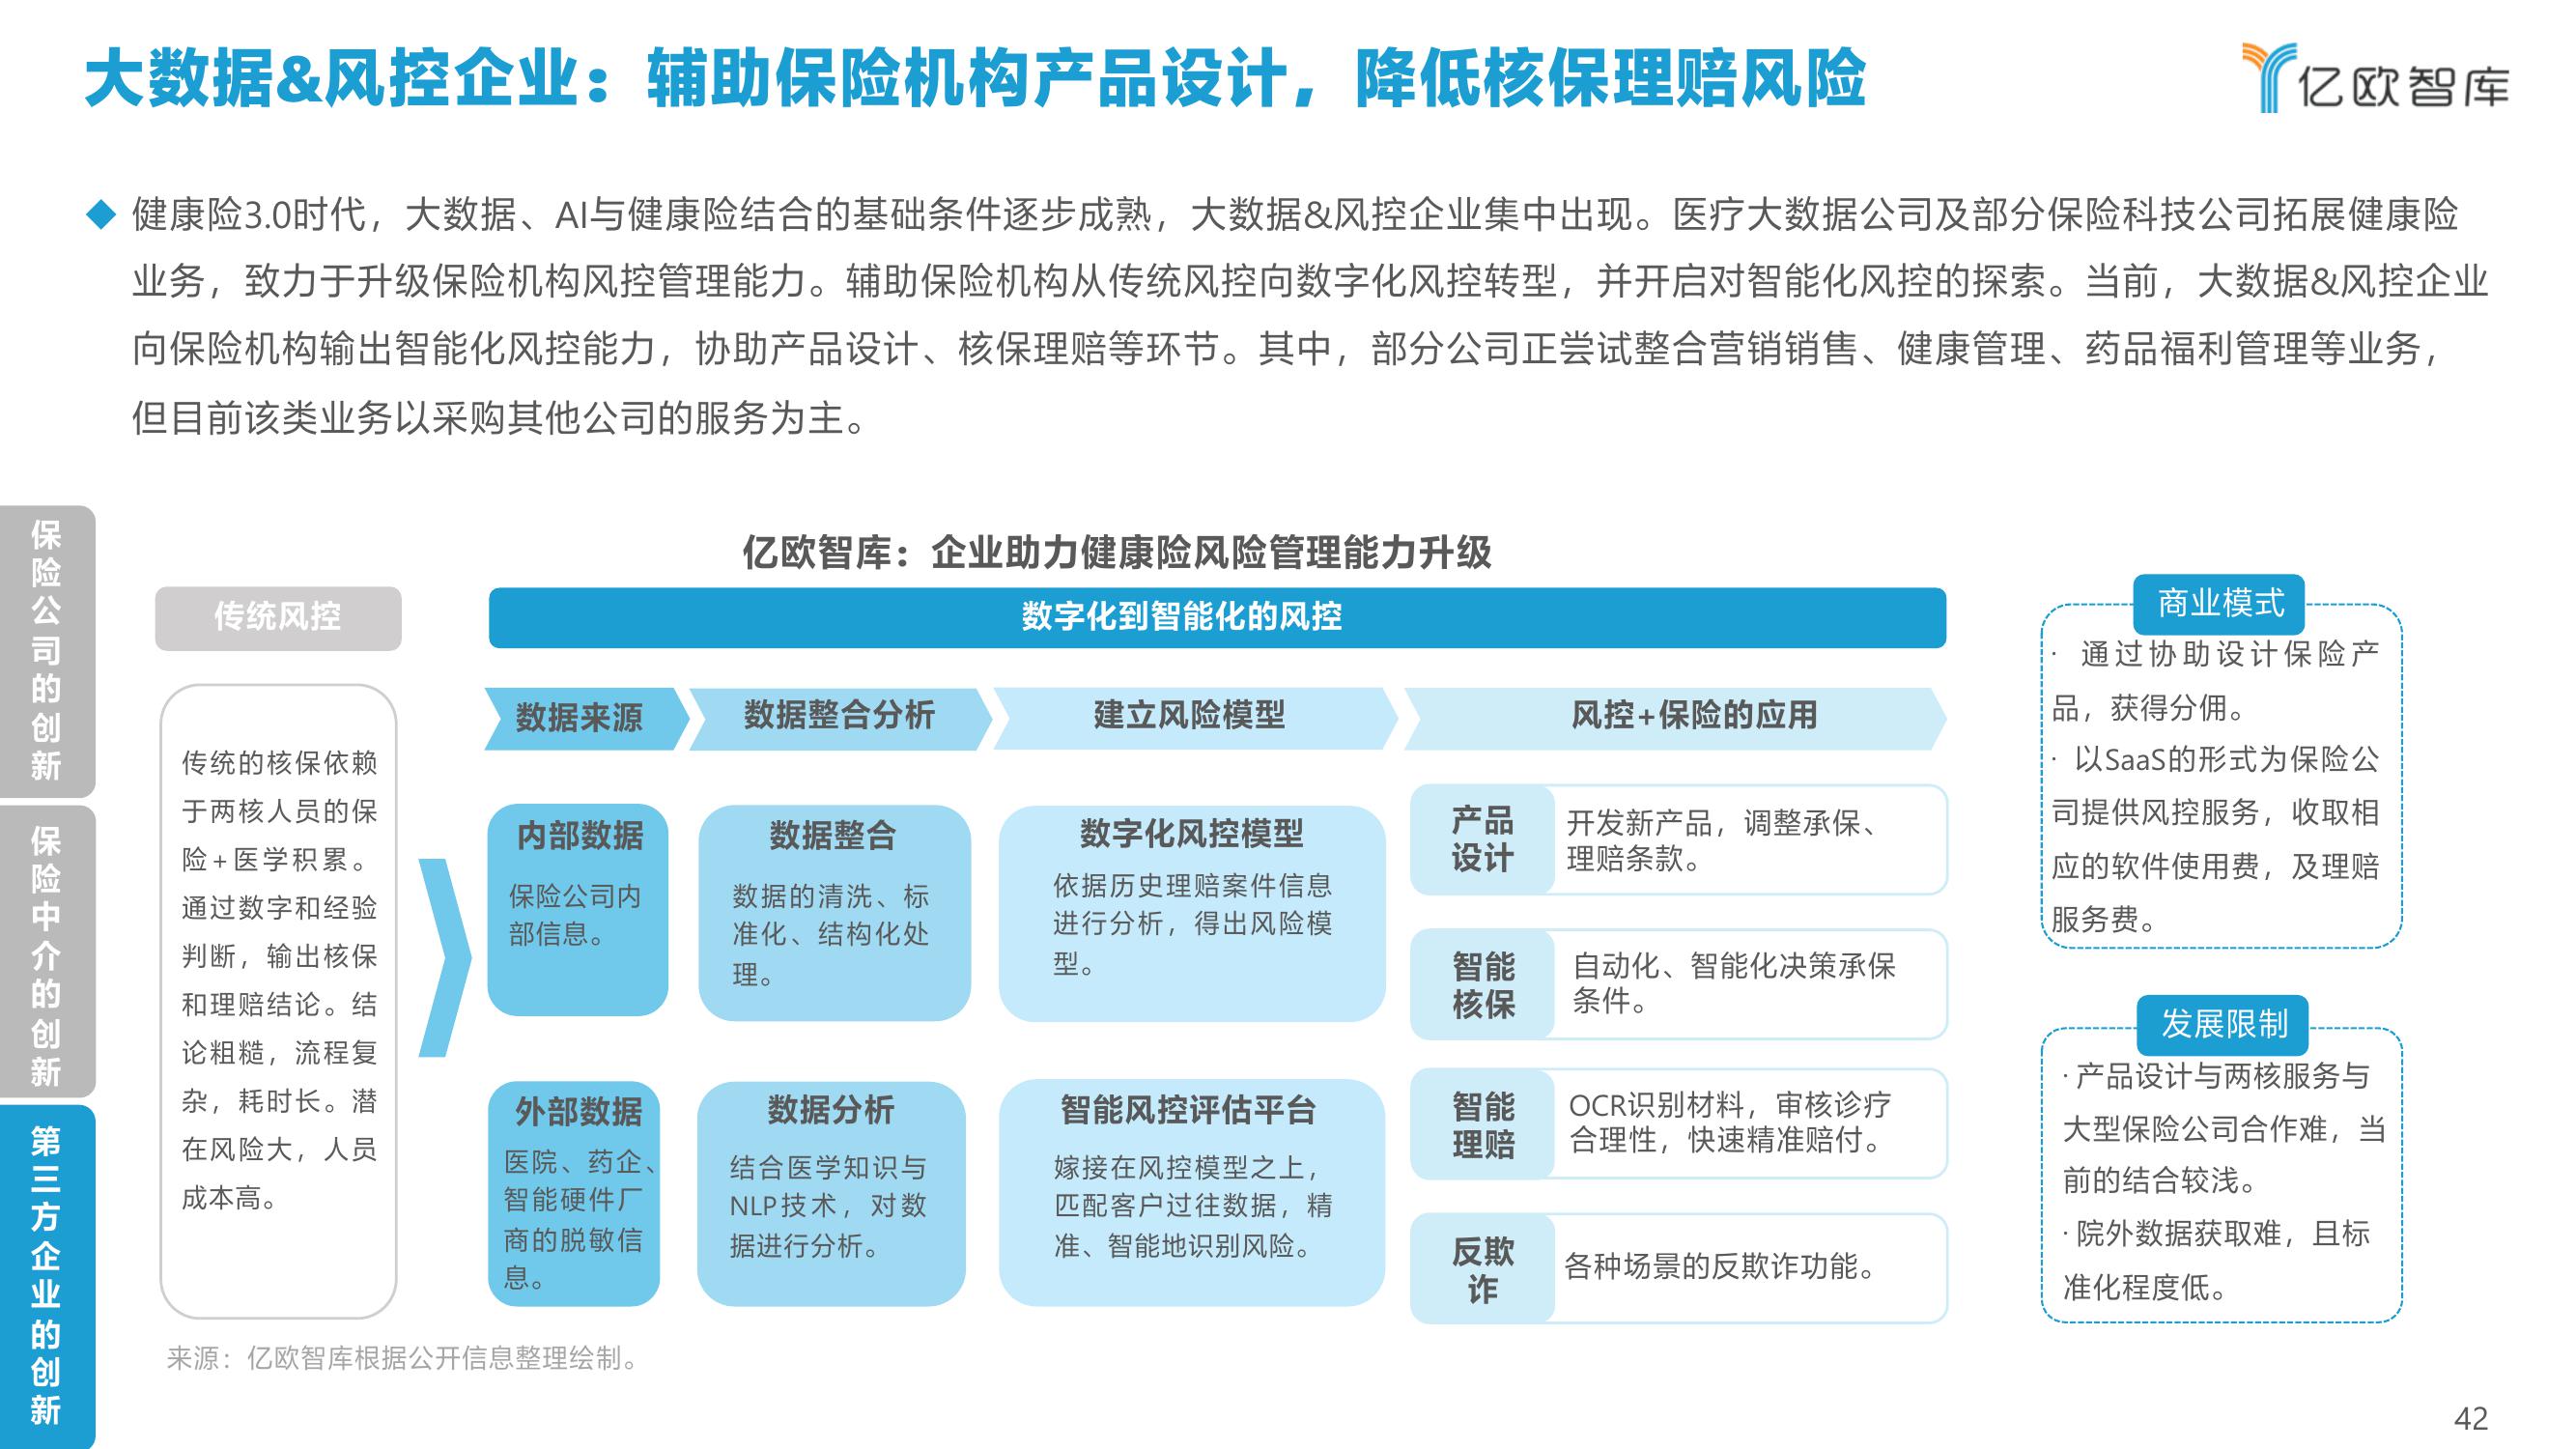 大数据&风控企业：辅助保险机构产品设计，降低核保理赔风险
亿欧智库
健康险3.0时代，大数据、AI与健康险结合的基础条件逐步成熟，大数据&风控企业集中出现。医疗大数据公司及部分保险科技公司拓展健康险
业务，致力于升级保险机构风控管理能力。辅助保险机构从传统风控向数字化风控转型，并开启对智能化风控的探索。当前，大数据&风控企业
向保险机构输出智能化风控能力，协助产品设计、核保理赔等环节。其中，部分公司正尝试整合营销销售、健康管理、药品福利管理等业务，
但目前该类业务以采购其他公司的服务为主。
保险公司的创新
保险中介的创新
第三方企业的创新
亿欧智库：企业助力健康险风险管理能力升级
传统风控
传统的核保依赖
于两核人员的保
险+医学积累。
通过数字和经验
判断，输出核保
和理赔结论。结
论粗糙，流程复
杂，耗时长。潜
在风险大，人员
成本高。
数字化到智能化的风控
数据来源
数据整合分析
建立风险模型
风控+保险的应用
内部数据
保险公司内
部信息。
外部数据
医院、药企、
智能硬件厂
商的脱敏信
息。
数据整合
数据的清洗、标
准化、结构化处
理。
数据分析
结合医学知识与
NLP技术，对数
据进行分析。
数字化风控模型
依据历史理赔案件信息
进行分析，得出风险模
型。
智能风控评估平台
嫁接在风控模型之上，
匹配客户过往数据，精
准、智能地识别风险。
产品
设计
开发新产品，调整承保、
理赔条款。
智能
核保
自动化、智能化决策承保
条件。
智能
理赔
OCR识别材料，审核诊疗
合理性，快速精准赔付。
反欺
诈
各种场景的反欺诈功能。
商业模式
· 通过协助设计保险产
品，获得分佣。
· 以SaaS的形式为保险公
司提供风控服务，收取相
应的软件使用费，及理赔
服务费。
发展限制
· 产品设计与两核服务与
大型保险公司合作难，当
前的结合较浅。
· 院外数据获取难，且标
准化程度低。
来源：亿欧智库根据公开信息整理绘制。
42